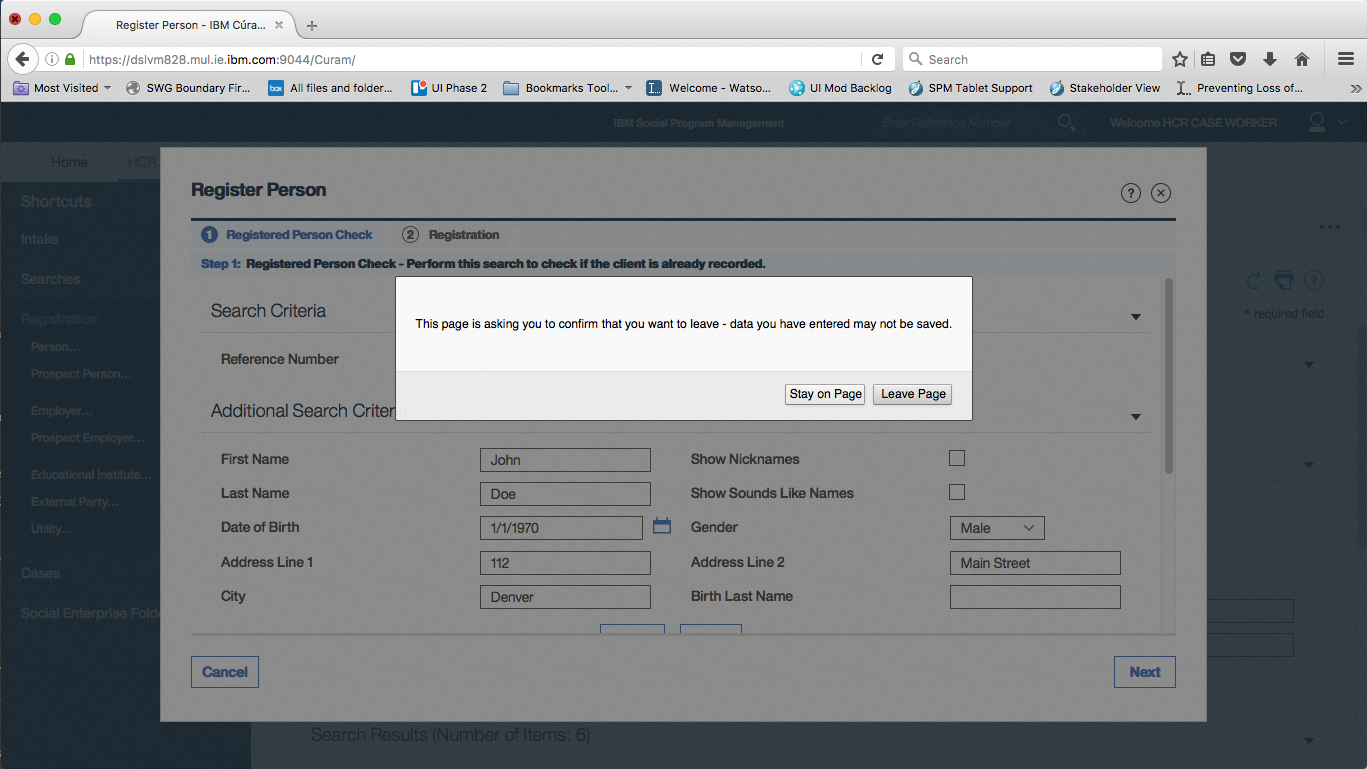 Register Person - IBM Cúra...
https://dslvm828.mul.ie.ibm.com:9044/Curam/
Search
Most Visited
SWG Boundary Fir...
All files and folder...
UI Phase 2
Bookmarks Tool...
Welcome - Watso...
UI Mod Backlog
SPM Tablet Support
Stakeholder View
Preventing Loss of...
IBM Social Program Management
Enter Reference Number
Welcome HCR CASE WORKER
Home
HCR
Shortcuts
Intake
Searches
Registration
Person...
Prospect Person...
Employer...
Prospect Employer...
Educational Institute...
External Party...
Utility...
Cases
Social Enterprise Folde
Register Person
?
1 Registered Person Check
2 Registration
Step 1: Registered Person Check - Perform this search to check if the client is already recorded.
Search Criteria
Reference Number
This page is asking you to confirm that you want to leave - data you have entered may not be saved.
Stay on Page
Leave Page
Additional Search Criter
First Name
John
Show Nicknames
Last Name
Doe
Show Sounds Like Names
Date of Birth
1/1/1970
Gender
Male
Address Line 1
112
Address Line 2
Main Street
City
Denver
Birth Last Name
Cancel
Next
?
* required field
Search Results (Number of Items: 6)